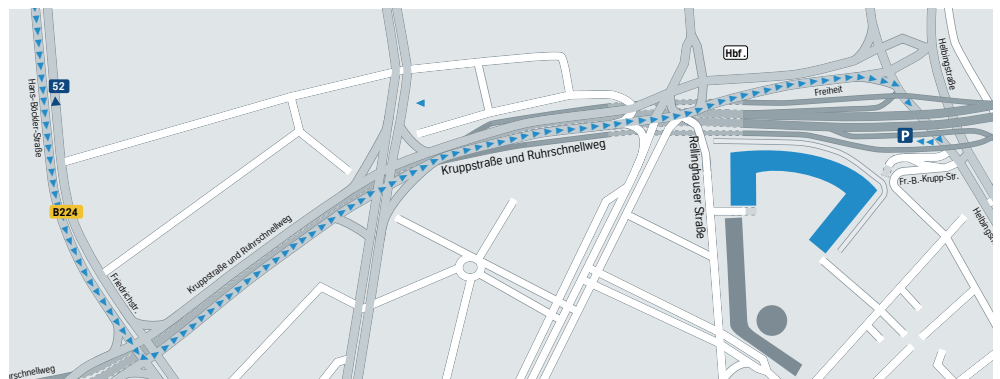 Hbf.
Helbingstraße
52
Hans-Böckler-Straße
Freiheit
P
Kruppstraße und Ruhrschnellweg
Rellinghauser Straße
Fr.-B.-Krupp-Str.
B224
Kruppstraße und Ruhrschnellweg
Helbings
Friedrichstr.
rschnellweg